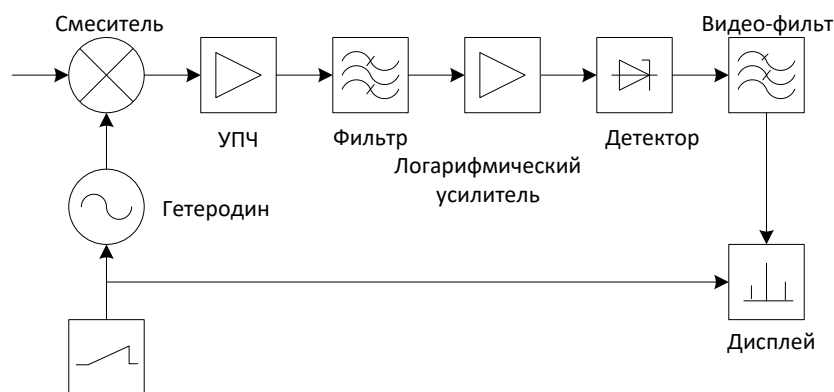 Смеситель
Видео-фильт
УПЧ
Фильтр
Детектор
Логарифмический
усилитель
Гетеродин
Дисплей